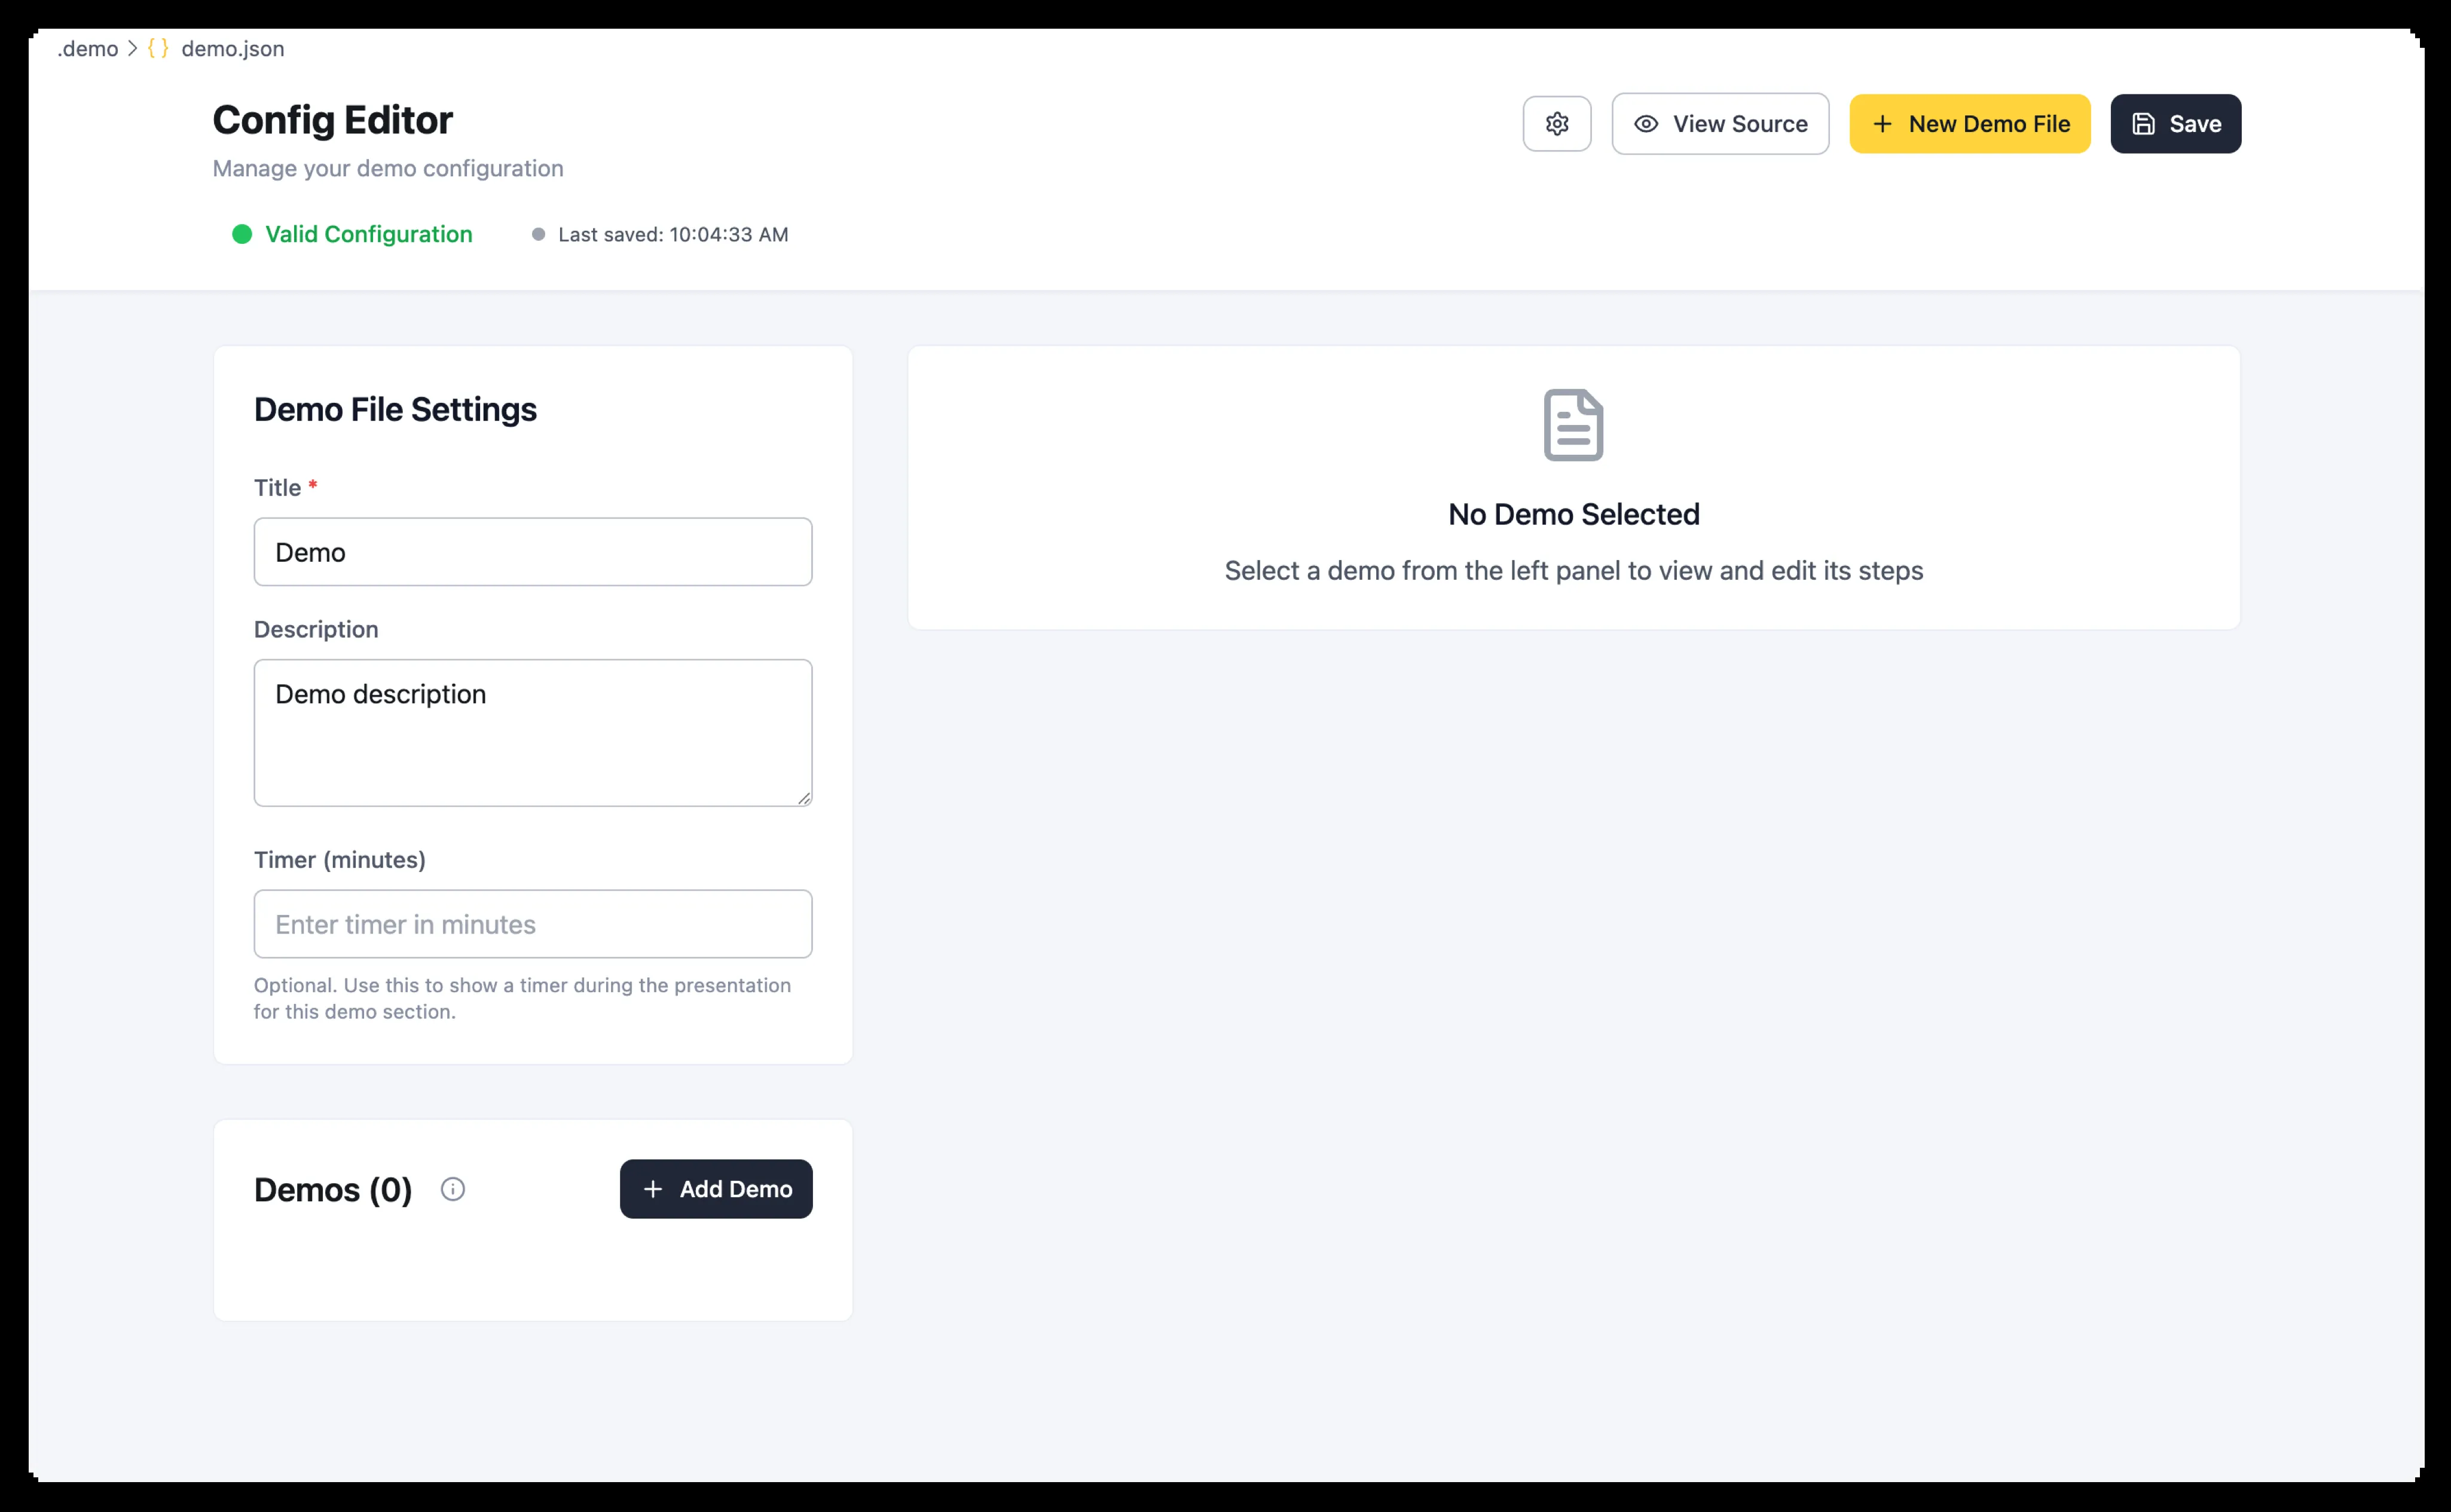 .demo > {} demo.json
Config Editor
Manage your demo configuration
Valid Configuration
Last saved: 10:04:33 AM
View Source
+ New Demo File
Save
Demo File Settings
Title *
Demo
Description
Demo description
Timer (minutes)
Enter timer in minutes
Optional. Use this to show a timer during the presentation
for this demo section.
Demos (0)
+ Add Demo
No Demo Selected
Select a demo from the left panel to view and edit its steps